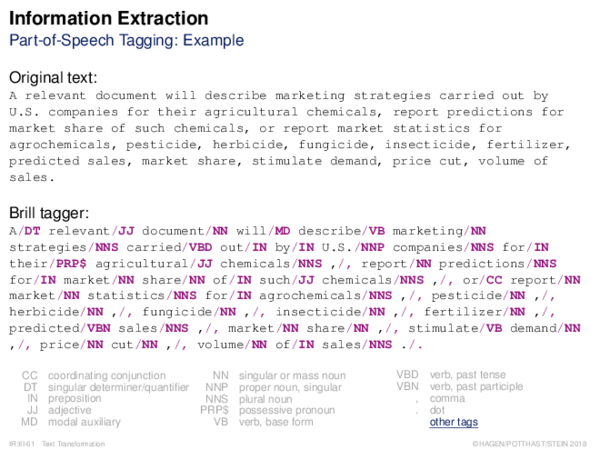 Information Extraction
Part-of-Speech Tagging: Example
Original text:
A relevant document will describe marketing strategies carried out by
U.S. companies for their agricultural chemicals, report predictions for
market share of such chemicals, or report market statistics for
agrochemicals, pesticide, herbicide, fungicide, insecticide, fertilizer,
predicted sales, market share, stimulate demand, price cut, volume of
sales.
Brill tagger:
A/DT relevant/JJ document/NN will/MD describe/VB marketing/NN
strategies/NNS carried/VBD out/IN by/IN U.S./NNP companies/NNS for/IN
their/PRP$ agricultural/JJ chemicals/NNS ,/, report/NN predictions/NNS
for/IN market/NN share/NN of/IN such/JJ chemicals/NNS ,/, or/CC report/NN
market/NN statistics/NNS for/IN agrochemicals/NNS ,/, pesticide/NN ,/,
herbicide/NN ,/, fungicide/NN ,/, insecticide/NN ,/, fertilizer/NN ,/,
predicted/VBN sales/NNS ,/, market/NN share/NN ,/, stimulate/VB demand/NN
,/, price/NN cut/NN ,/, volume/NN of/IN sales/NNS ./.
CC coordinating conjunction
DT singular determiner/quantifier
IN preposition
JJ adjective
MD modal auxiliary
NN singular or mass noun
NNP proper noun, singular
NNS plural noun
PRP$ possessive pronoun
VB verb, base form
VBD verb, past tense
VBN verb, past participle
, comma
. dot
other tags
IR:III-61 Text Transformation
©HAGEN/POTTHAST/STEIN 2018